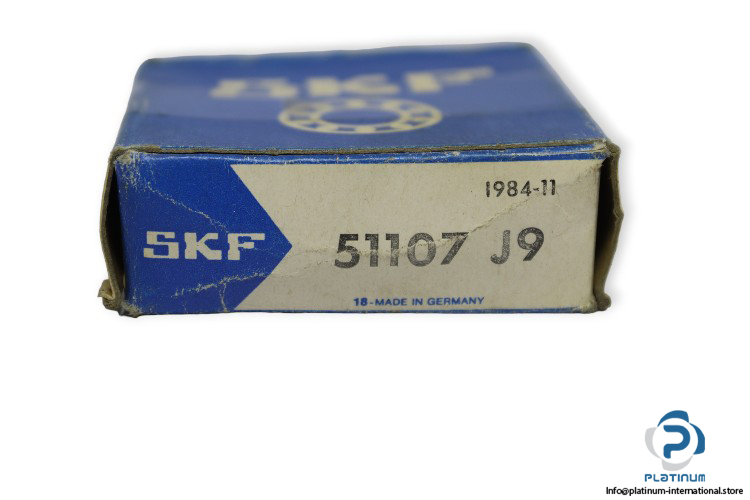 SKF
1984-11
SKF
51107 J9
18-MADE IN GERMANY
PLATINUM
Info@platinum-international.store